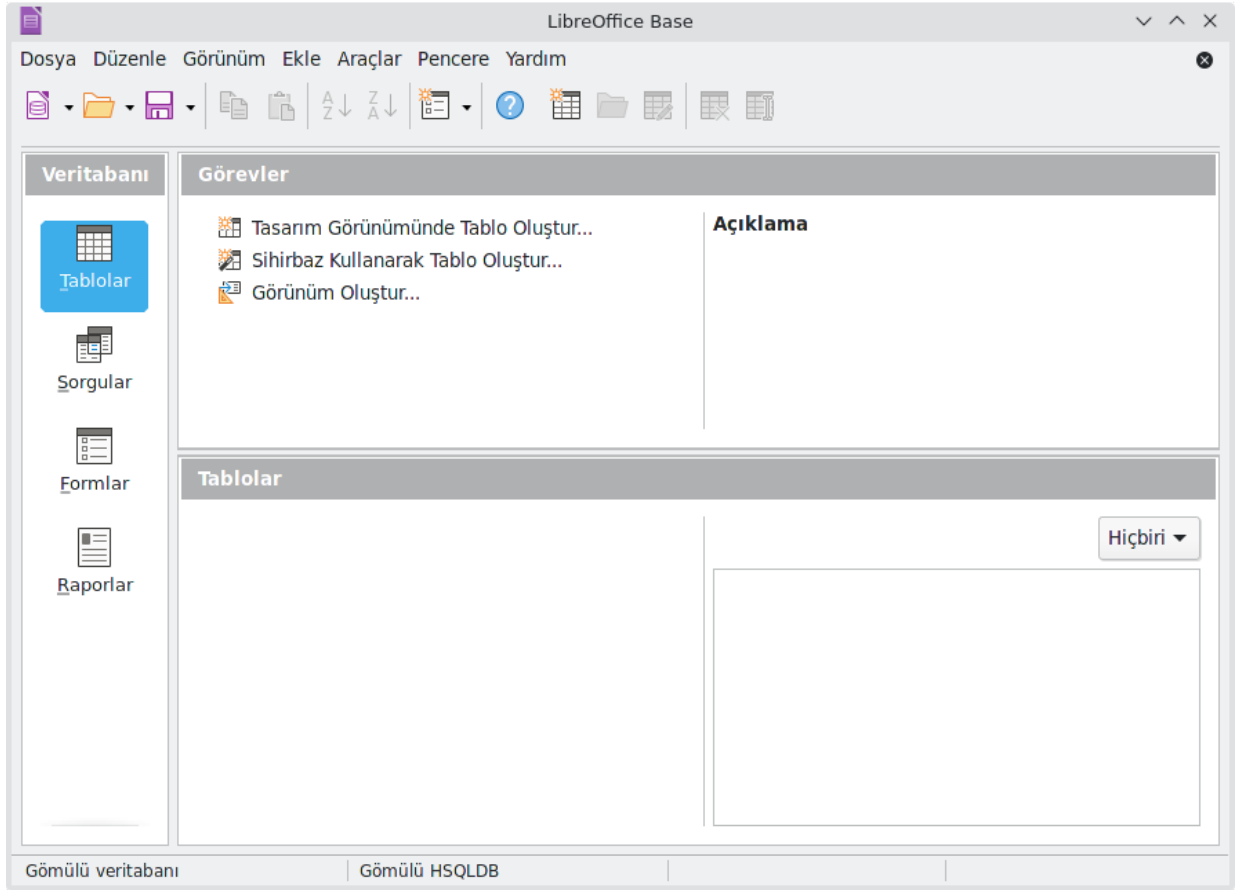 LibreOffice Base
Dosya Düzenle Görünüm Ekle Araçlar Pencere Yardım
Veritabanı
Görevler
Tablolar
Sorgular
Formlar
Raporlar
Tasarım Görünümünde Tablo Oluştur...
Sihirbaz Kullanarak Tablo Oluştur...
Görünüm Oluştur...
Açıklama
Tablolar
Hiçbiri
Gömülü veritabanı
Gömülü HSQLDB